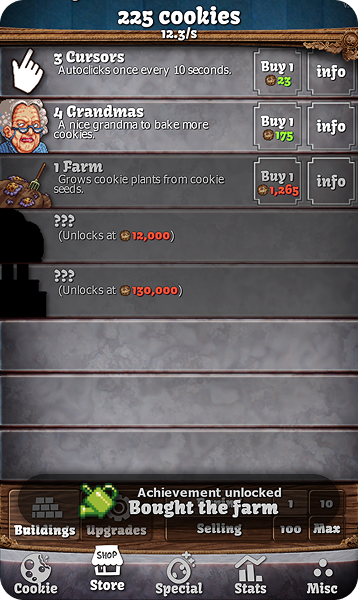 225 cookies
12.3/s
3 Cursors
Autoclicks once every 10 seconds.
Buy 1
23
info
4 Grandmas
A nice grandma to bake more
cookies.
Buy 1
175
info
1 Farm
Grows cookie plants from cookie
seeds.
Buy 1
1,265
info
???
(Unlocks at 12,000)
???
(Unlocks at 130,000)
Achievement unlocked
Bought the farm
1
10
Buildings
Upgrades
Selling
100
Max
Cookie
SHOP
Store
Special
Stats
Misc